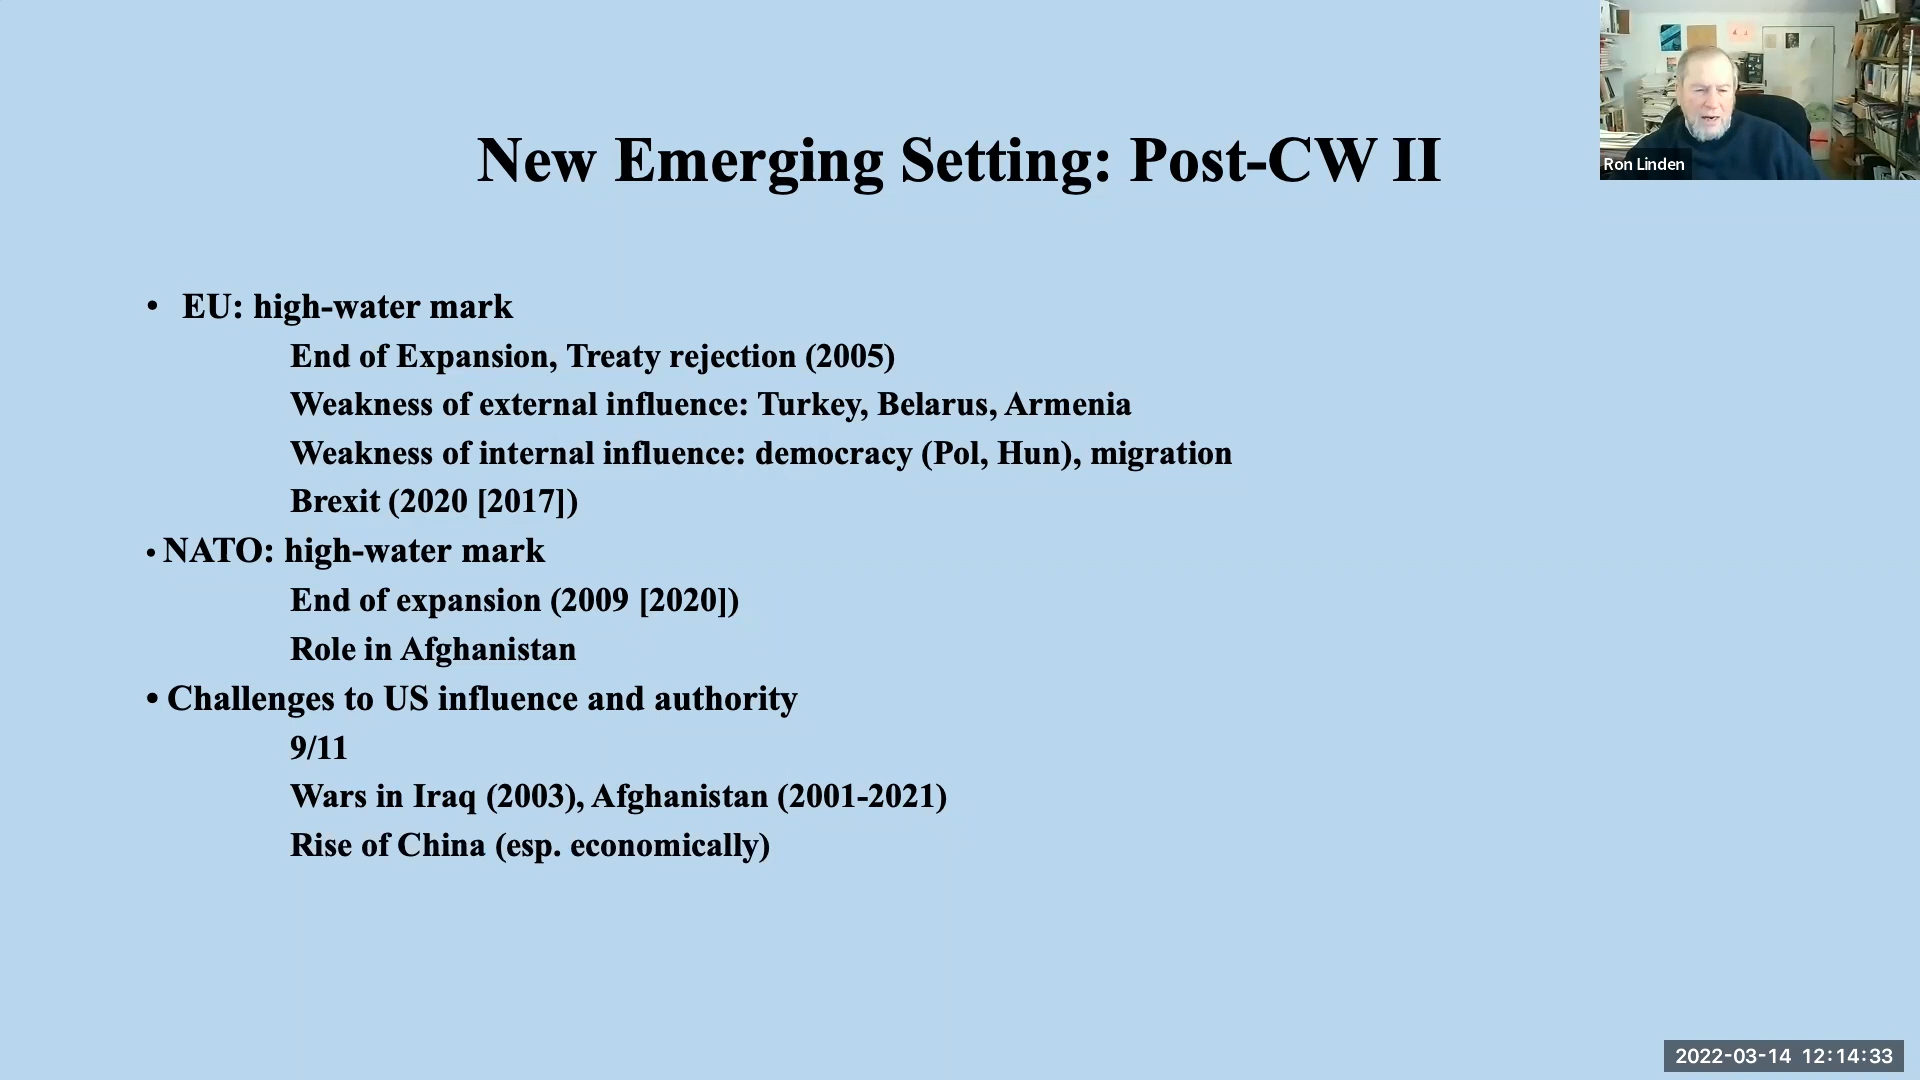 New Emerging Setting: Post-CW II
Ron Linden
• EU: high-water mark
End of Expansion, Treaty rejection (2005)
Weakness of external influence: Turkey, Belarus, Armenia
Weakness of internal influence: democracy (Pol, Hun), migration
Brexit (2020 [2017])
• NATO: high-water mark
End of expansion (2009 [2020])
Role in Afghanistan
• Challenges to US influence and authority
9/11
Wars in Iraq (2003), Afghanistan (2001-2021)
Rise of China (esp. economically)
2022-03-14 12:14:33